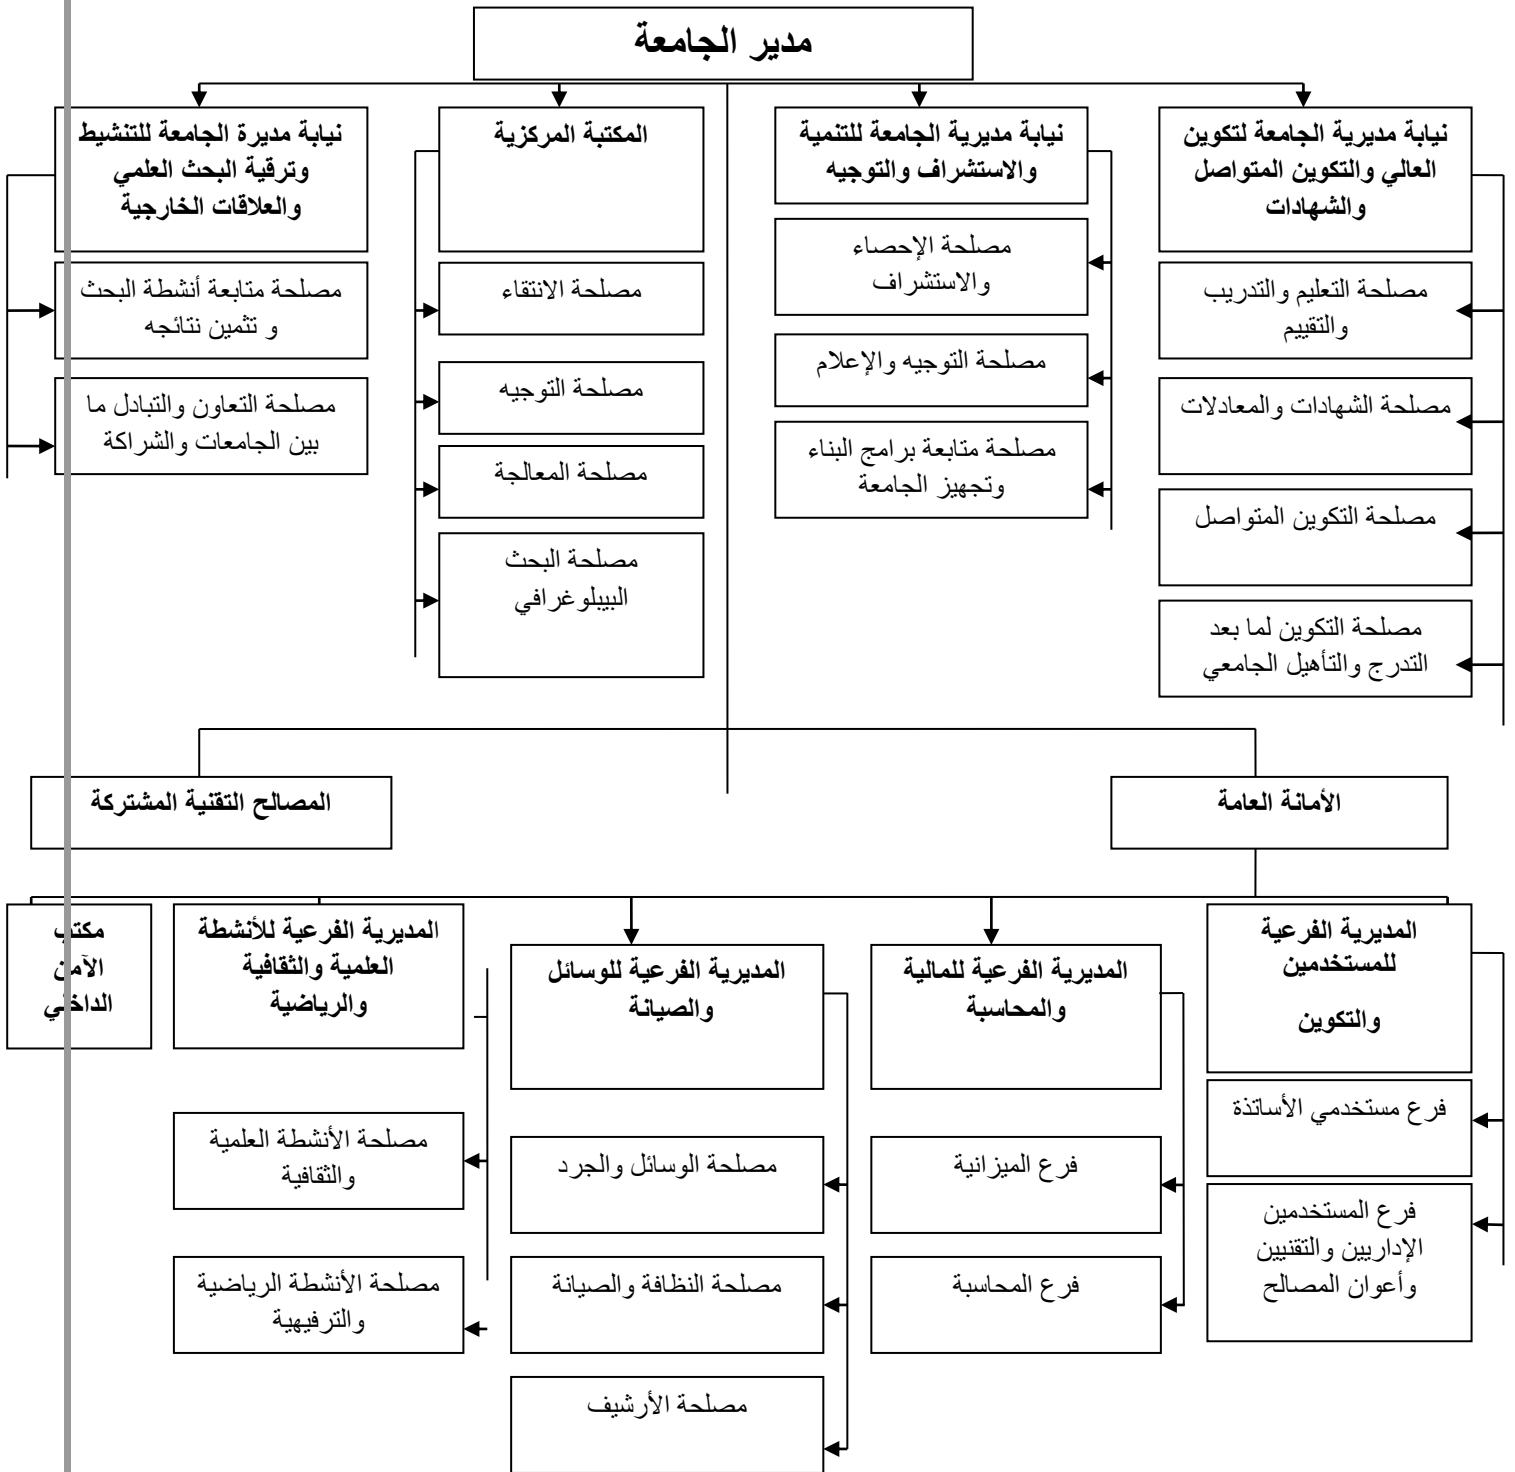 مدير الجامعة
نيابة مديرية الجامعة لتكوين
العالي والتكوين المتواصل
والشهادات
مصلحة التعليم والتدريب
والتقييم
مصلحة الشهادات والمعادلات
مصلحة التكوين المتواصل
مصلحة التكوين لما بعد
التدرج والتأهيل الجامعي
نيابة مديرية الجامعة للتنمية
والاستشراف والتوجيه
مصلحة الإحصاء
والاستشراف
مصلحة التوجيه والإعلام
مصلحة متابعة برامج البناء
وتجهيز الجامعة
المكتبة المركزية
مصلحة الانتقاء
مصلحة التوجيه
مصلحة المعالجة
مصلحة البحث
البيبلوغرافي
نيابة مديرة الجامعة للتنشيط
وترقية البحث العلمي
والعلاقات الخارجية
مصلحة متابعة أنشطة البحث
و تثمين نتائجه
مصلحة التعاون والتبادل ما
بين الجامعات والشراكة
الأمانة العامة
المصالح التقنية المشتركة
المديرية الفرعية
للمستخدمين
والتكوين
فرع مستخدمي الأساتذة
فرع المستخدمين
الإداريين والتقنيين
وأعوان المصالح
المديرية الفرعية للمالية
والمحاسبة
فرع الميزانية
فرع المحاسبة
المديرية الفرعية للوسائل
والصيانة
مصلحة الوسائل والجرد
مصلحة النظافة والصيانة
مصلحة الأرشيف
المديرية الفرعية للأنشطة
العلمية والثقافية
والرياضية
مصلحة الأنشطة العلمية
والثقافية
مصلحة الأنشطة الرياضية
والترفيهية
مكتب
الآمن
الداخلي